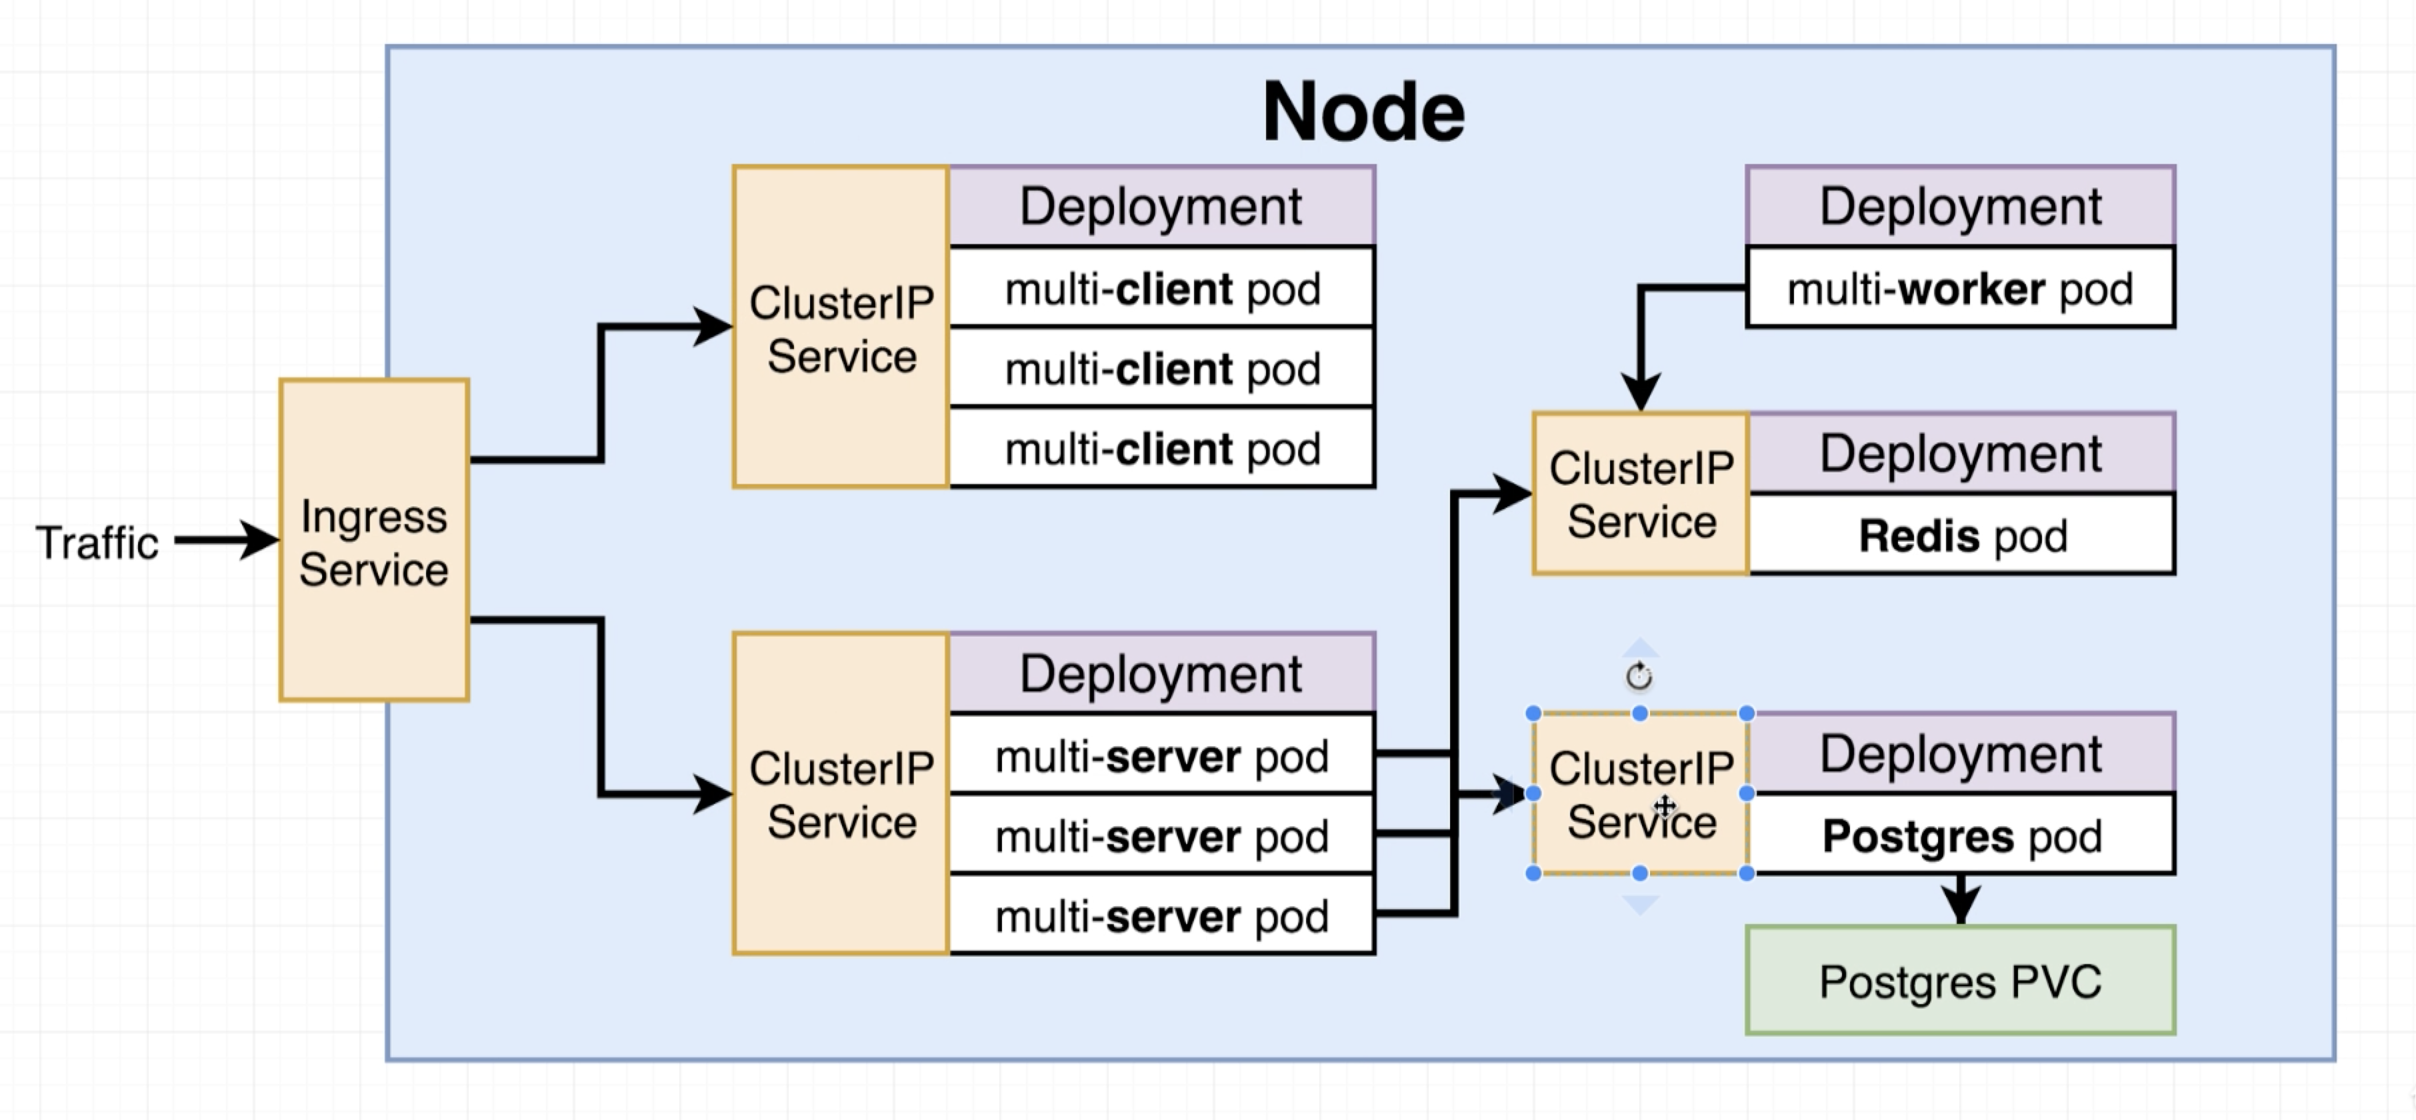 Node
Traffic
Ingress
Service
ClusterIP
Service
Deployment
multi-client pod
multi-client pod
multi-client pod
ClusterIP
Service
Deployment
multi-server pod
multi-server pod
multi-server pod
Deployment
multi-worker pod
ClusterIP
Service
Deployment
Redis pod
ClusterIP
Service
Deployment
Postgres pod
Postgres PVC